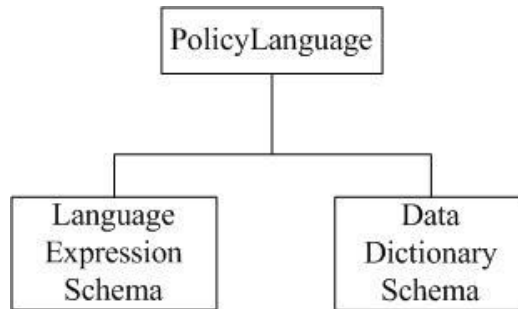 PolicyLanguage
Language
Expression
Schema
Data
Dictionary
Schema